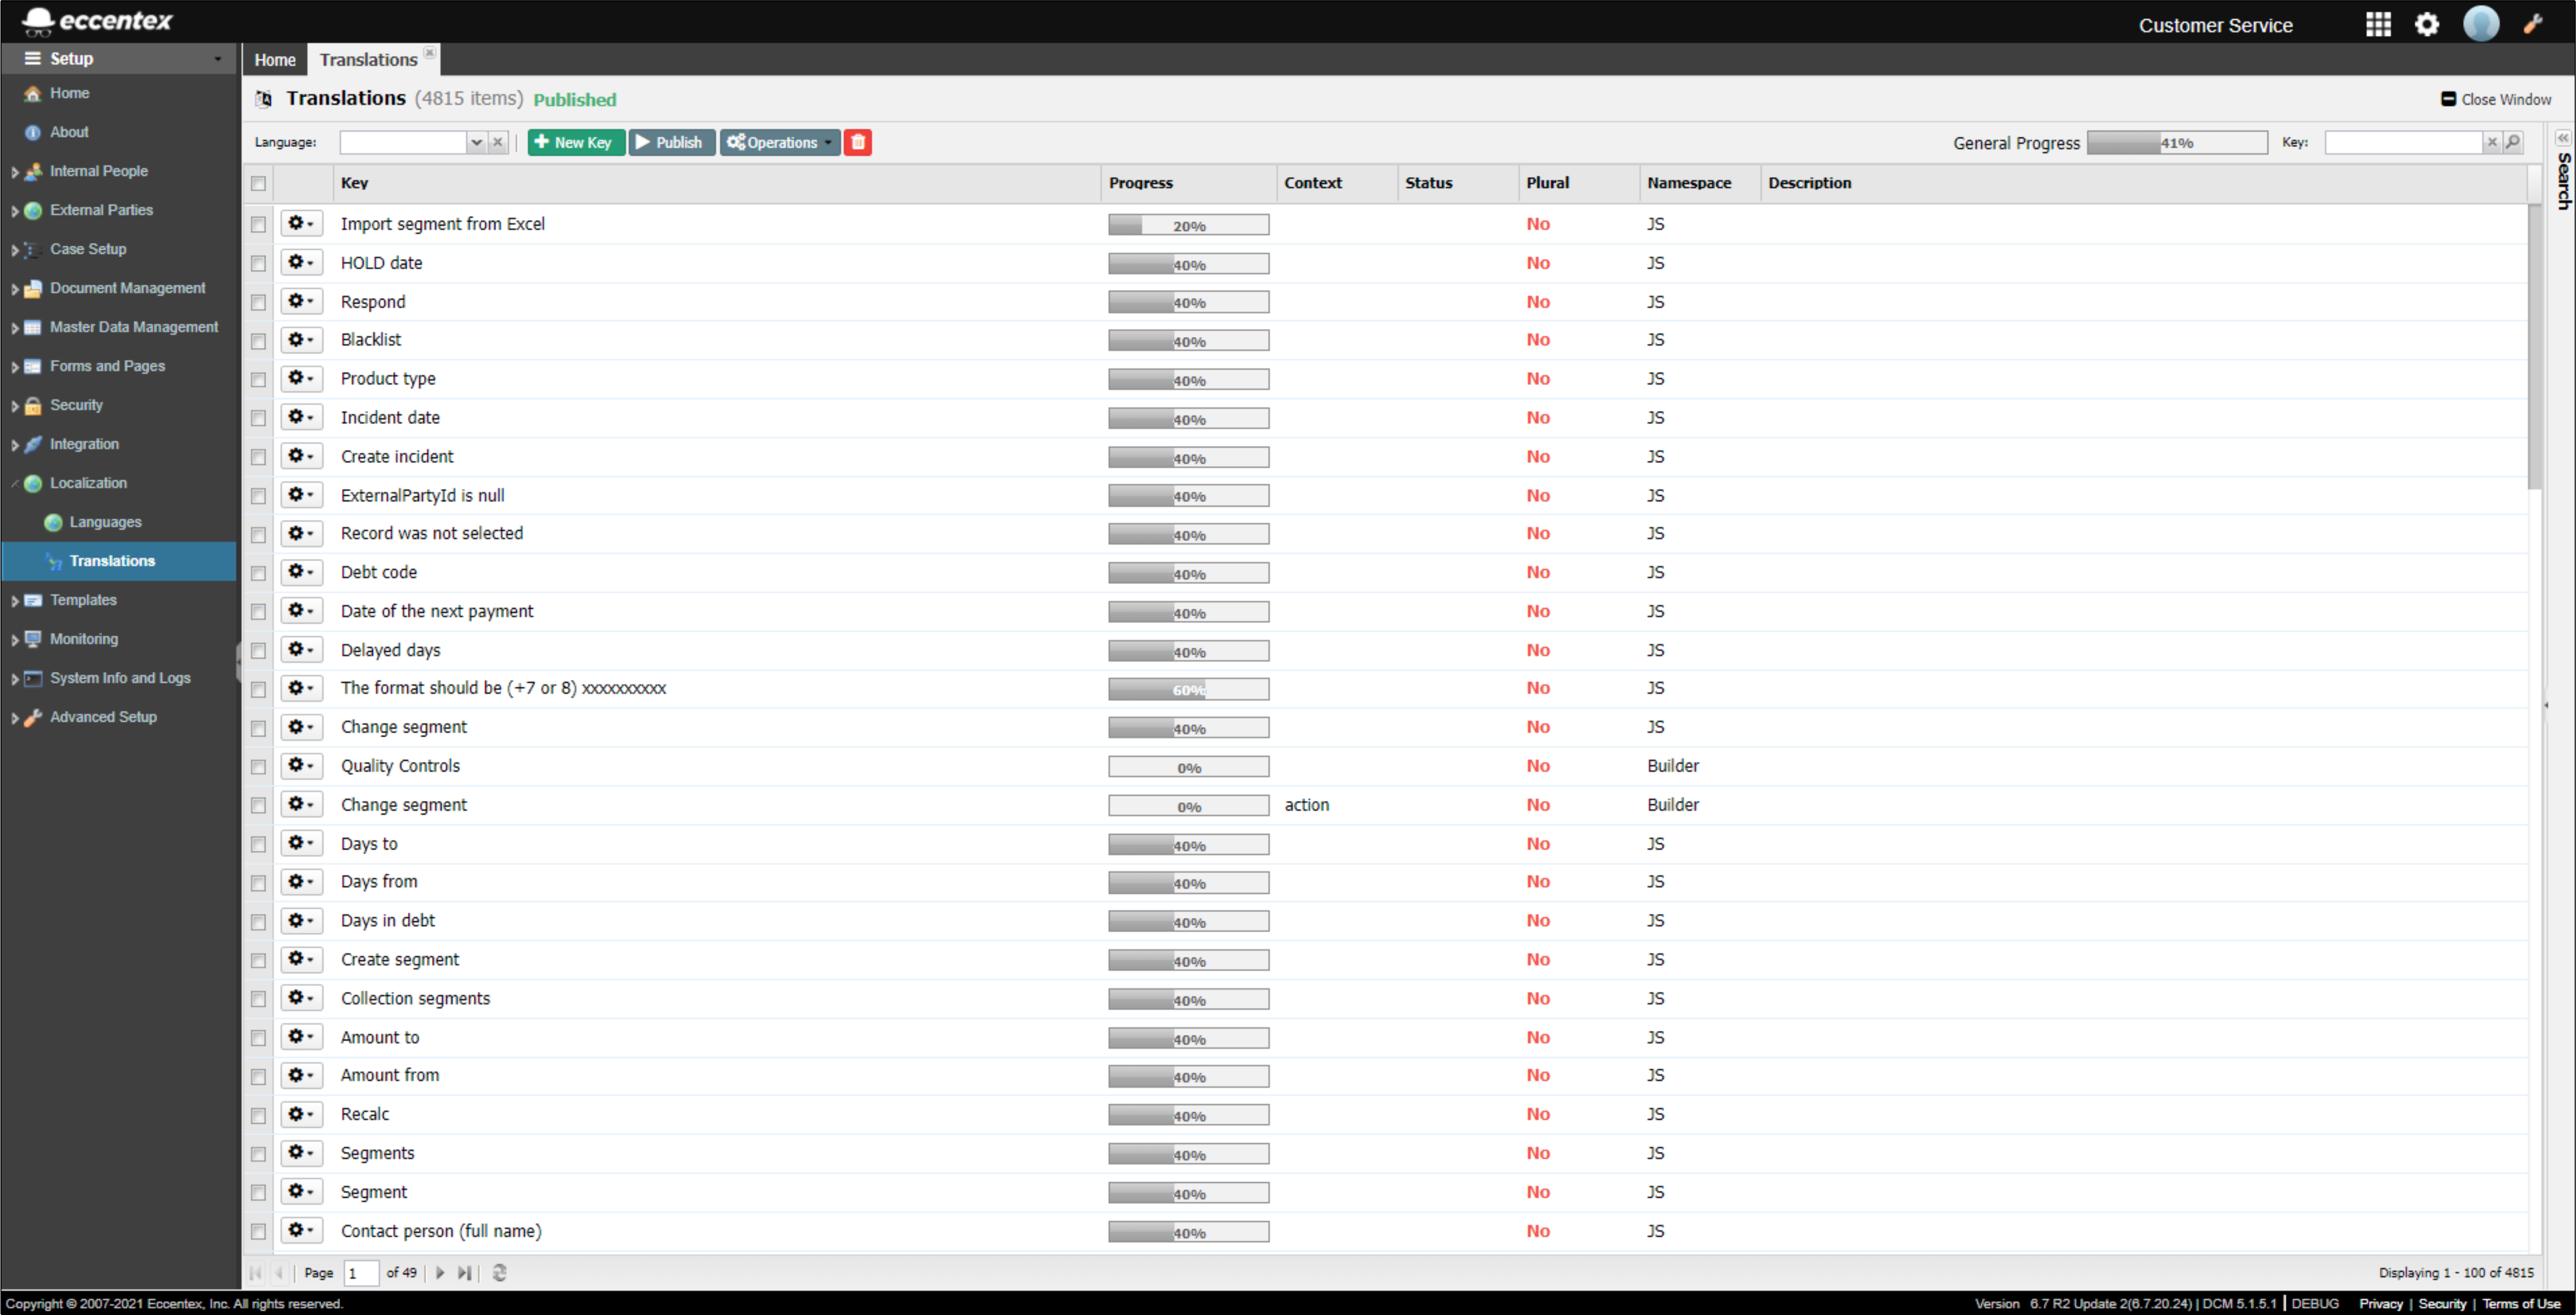 eccentex
Customer Service
Setup
Home
Translations
Home
About
Internal People
External Parties
Case Setup
Document Management
Master Data Management
Forms and Pages
Security
Integration
Localization
Languages
Translations
Templates
Monitoring
System Info and Logs
Advanced Setup
Translations (4815 items) Published
Close Window
Language:
New Key
Publish
Operations
General Progress 41%
Key:
Search
Key Progress Context Status Plural Namespace Description
Import segment from Excel 20% No JS
HOLD date 40% No JS
Respond 40% No JS
Blacklist 40% No JS
Product type 40% No JS
Incident date 40% No JS
Create incident 40% No JS
ExternalPartyId is null 40% No JS
Record was not selected 40% No JS
Debt code 40% No JS
Date of the next payment 40% No JS
Delayed days 40% No JS
The format should be (+7 or 8) xxxxxxxxxx 60% No JS
Change segment 40% No JS
Quality Controls 0% No Builder
Change segment 0% action No Builder
Days to 40% No JS
Days from 40% No JS
Days in debt 40% No JS
Create segment 40% No JS
Collection segments 40% No JS
Amount to 40% No JS
Amount from 40% No JS
Recalc 40% No JS
Segments 40% No JS
Segment 40% No JS
Contact person (full name) 40% No JS
Page 1 of 49
Displaying 1 - 100 of 4815
Copyright © 2007-2021 Eccentex, Inc. All rights reserved.
Version 6.7 R2 Update 2(6.7.20.24) | DCM 5.1.5.1 | DEBUG Privacy | Security | Terms of Use